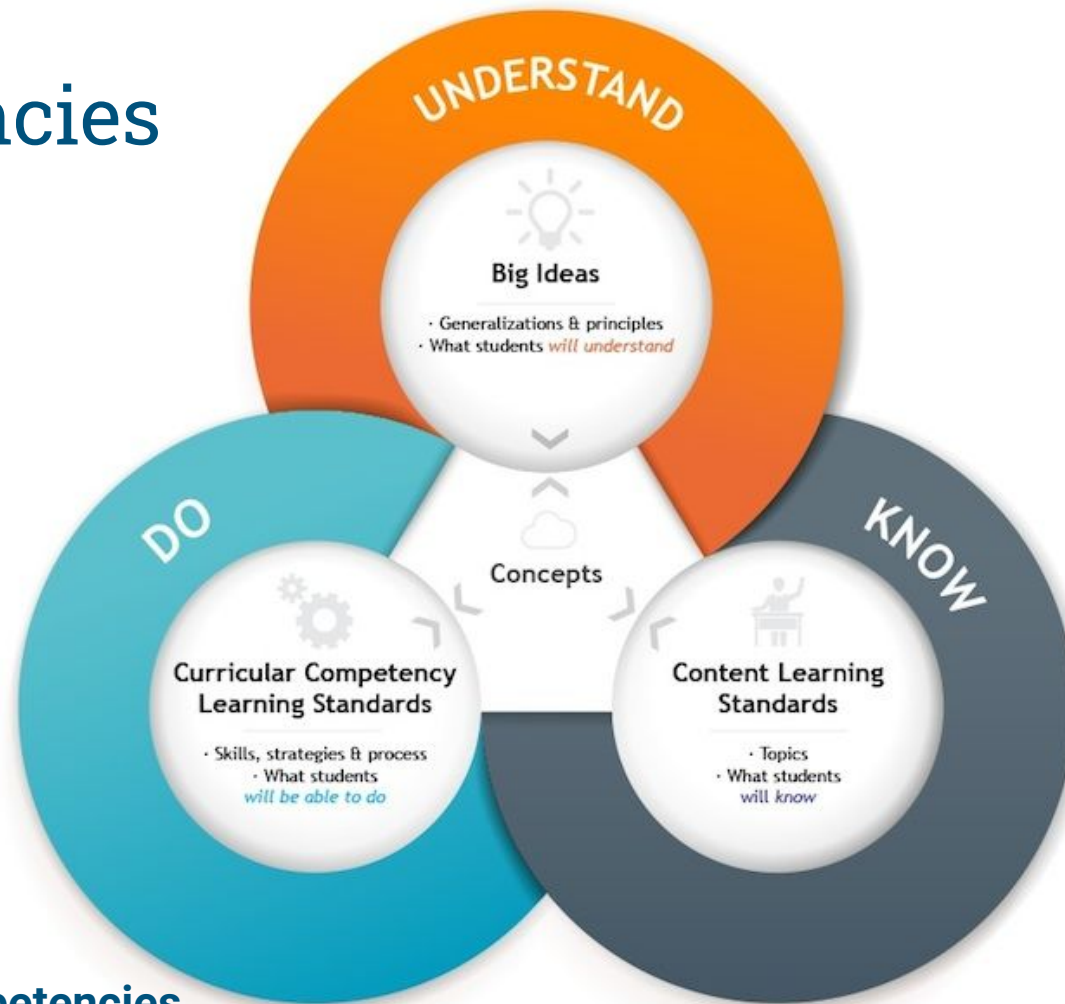 ncies
UNDERSTAND
Big Ideas
· Generalizations & principles
· What students will understand
DO
KNOW
Concepts
Curricular Competency
Learning Standards
· Skills, strategies & process
· What students
will be able to do
Content Learning
Standards
· Topics
· What students
will know
petencies